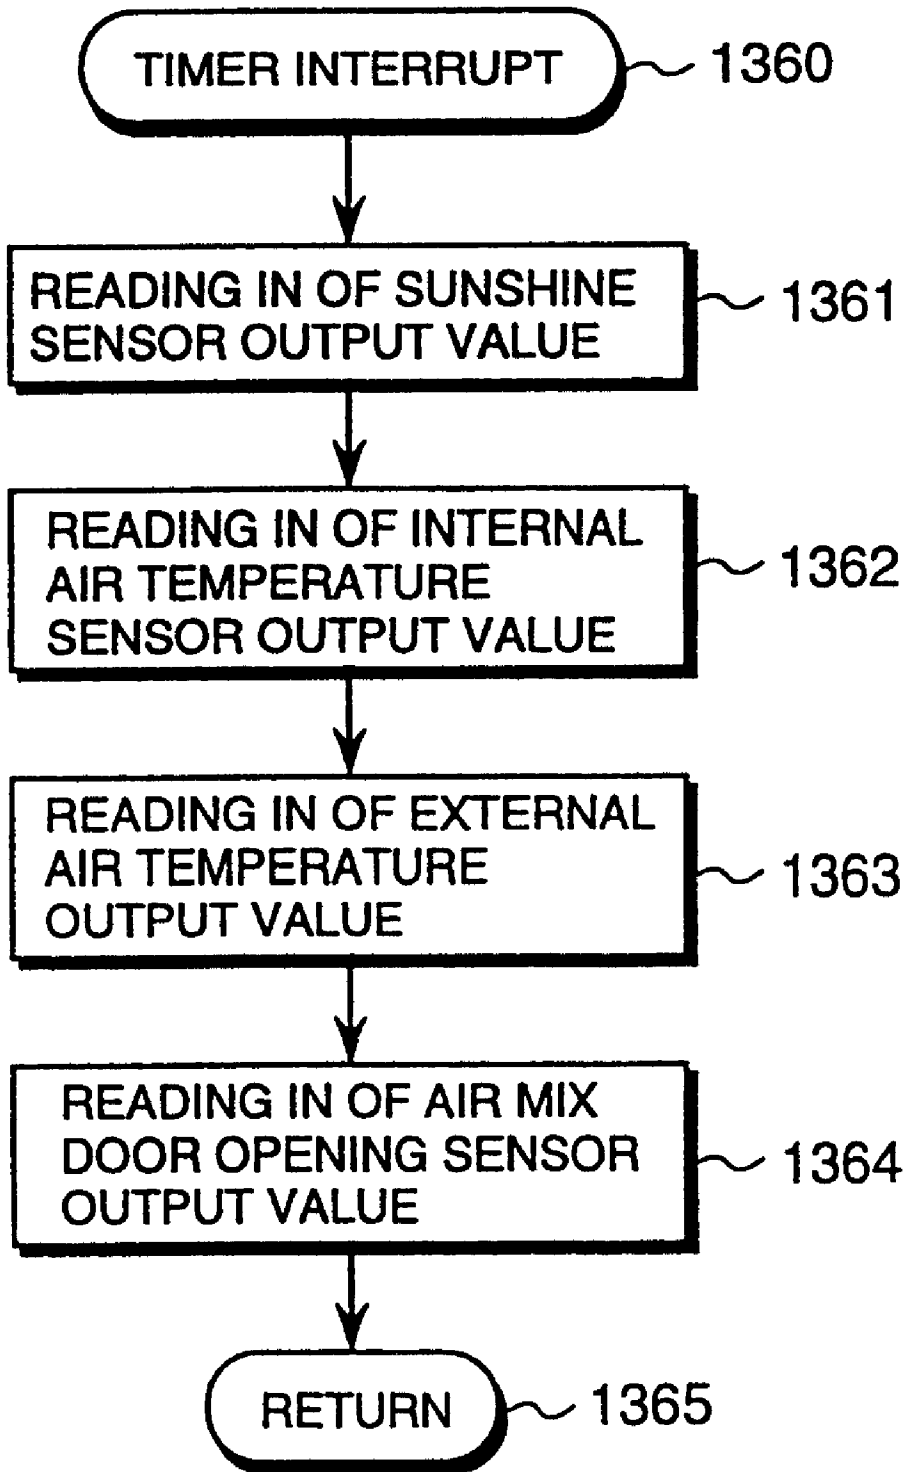 TIMER INTERRUPT
1360
READING IN OF SUNSHINE
SENSOR OUTPUT VALUE
1361
READING IN OF INTERNAL
AIR TEMPERATURE
SENSOR OUTPUT VALUE
1362
READING IN OF EXTERNAL
AIR TEMPERATURE
OUTPUT VALUE
1363
READING IN OF AIR MIX
DOOR OPENING SENSOR
OUTPUT VALUE
1364
RETURN
1365